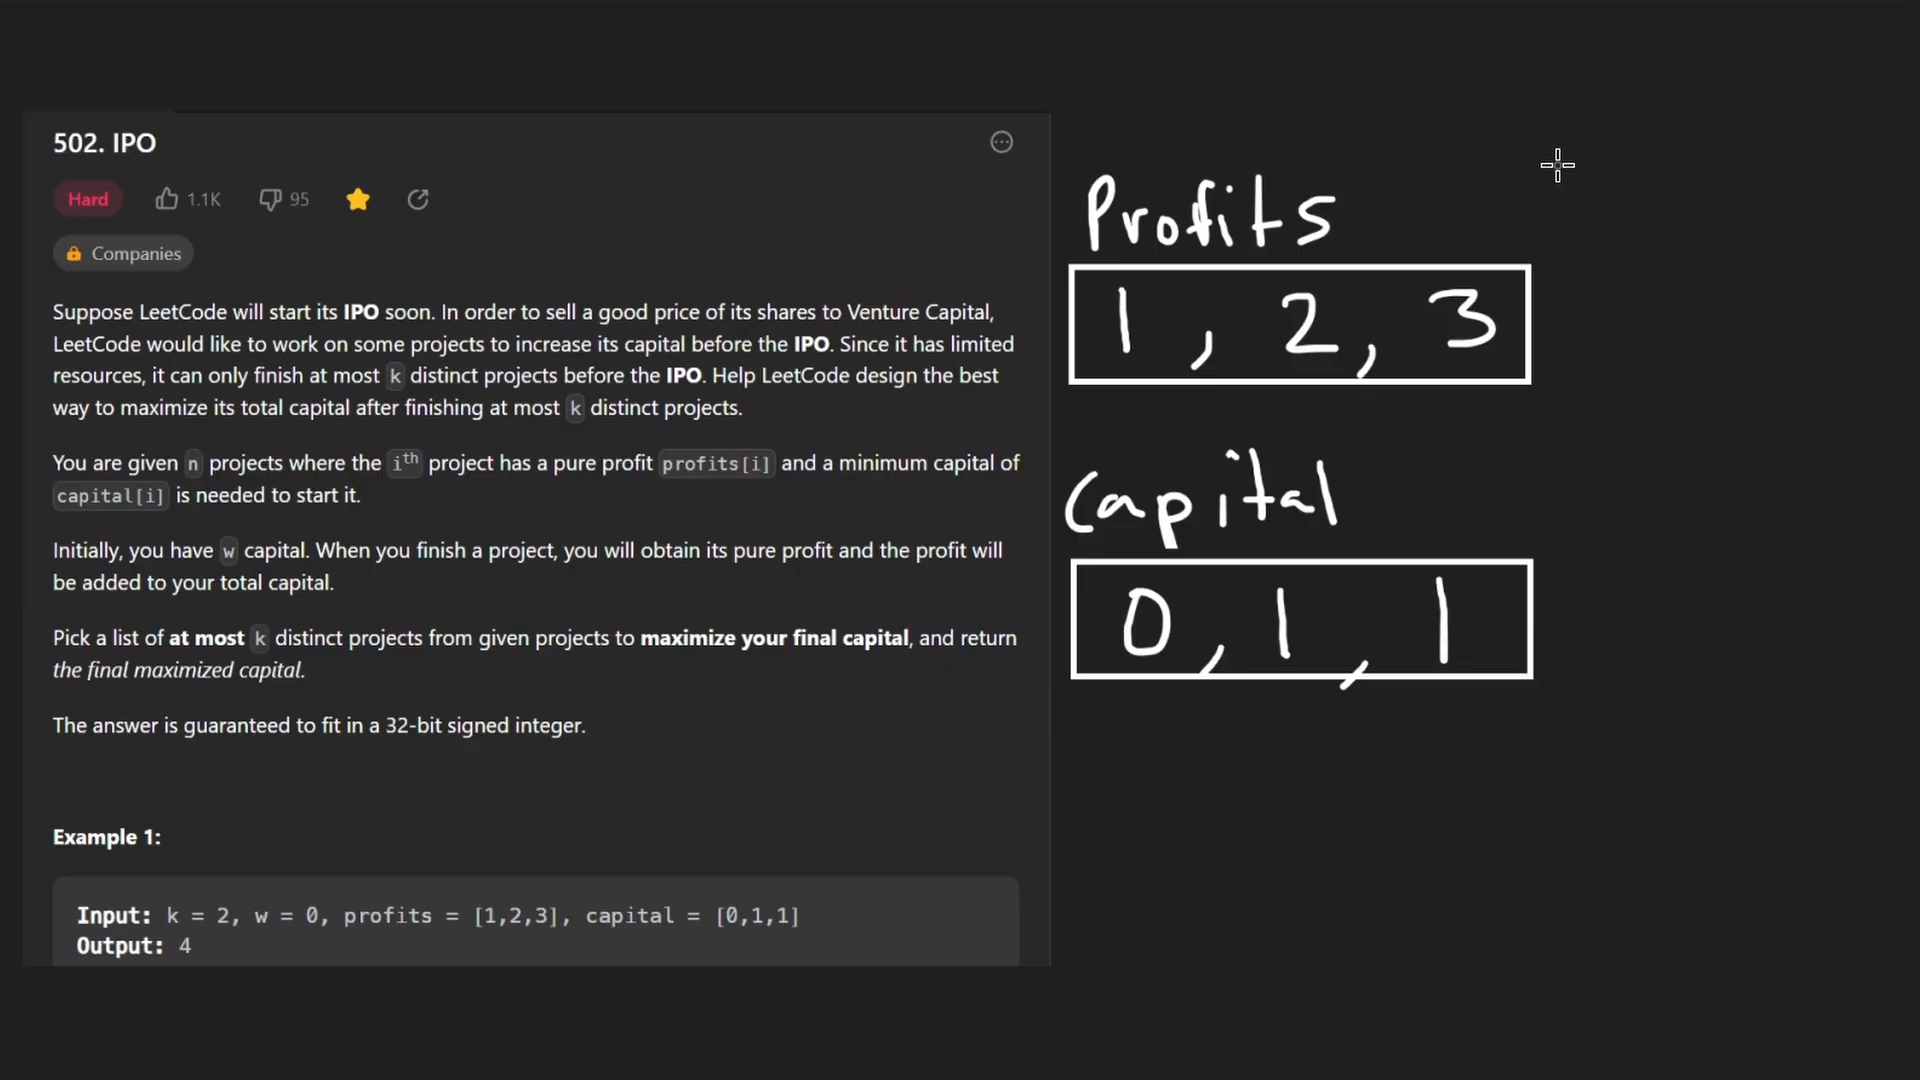 502. IPO
Hard 1.1K 95
Companies
Suppose LeetCode will start its IPO soon. In order to sell a good price of its shares to Venture Capital,
LeetCode would like to work on some projects to increase its capital before the IPO. Since it has limited
resources, it can only finish at most k distinct projects before the IPO. Help LeetCode design the best
way to maximize its total capital after finishing at most k distinct projects.
You are given n projects where the ith project has a pure profit profits[i] and a minimum capital of
capital[i] is needed to start it.
Initially, you have w capital. When you finish a project, you will obtain its pure profit and the profit will
be added to your total capital.
Pick a list of at most k distinct projects from given projects to maximize your final capital, and return
the final maximized capital.
The answer is guaranteed to fit in a 32-bit signed integer.
Example 1:
Input: k = 2, w = 0, profits = [1,2,3], capital = [0,1,1]
Output: 4
Profits
1, 2, 3
Capital
0, 1, 1